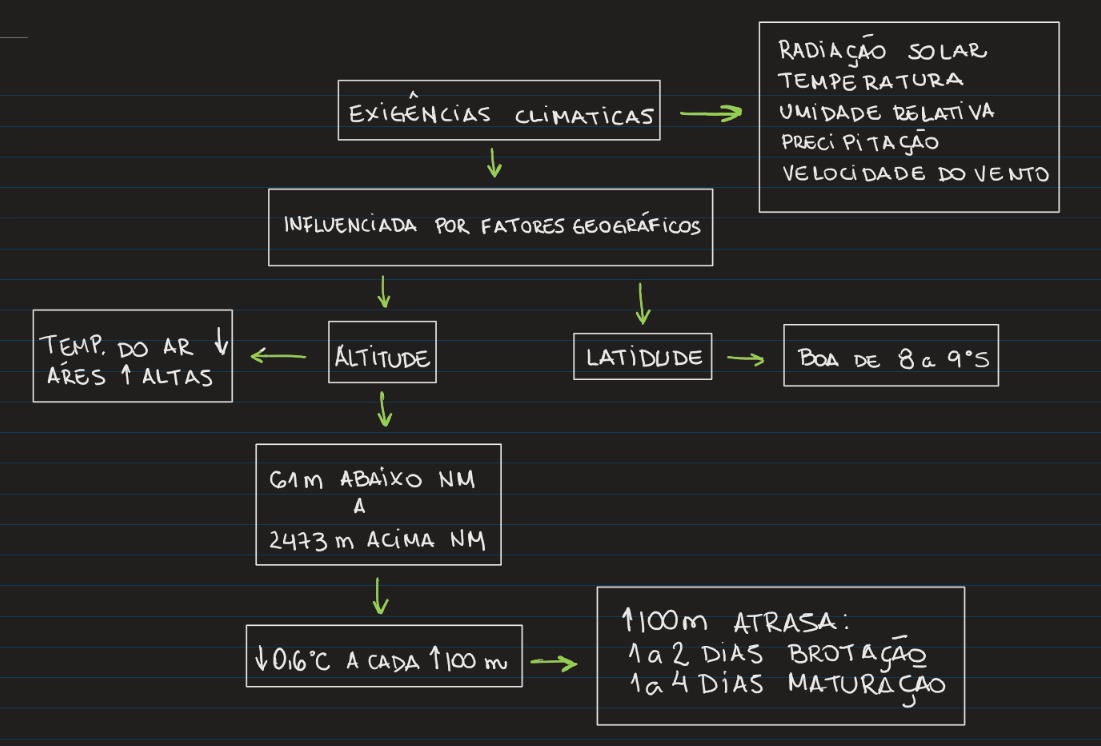 RADIAÇÃO SOLAR
TEMPERATURA
UMIDADE RELATIVA
PRECIPITAÇÃO
VELOCIDADE DO VENTO
EXIGÊNCIAS CLIMATICAS
INFLUENCIADA POR FATORES GEOGRÁFICOS
TEMP. DO AR ↓
ÁRES ↑ ALTAS
ALTITUDE
LATIDUDE
BOA DE 8 a 9°S
61m ABAIXO NM
A
2473 m ACIMA NM
↓0,6°C A CADA ↑100 m
↑100m ATRASA:
1 a 2 DIAS BROTAÇÃO
1 a 4 DIAS MATURAÇÃO